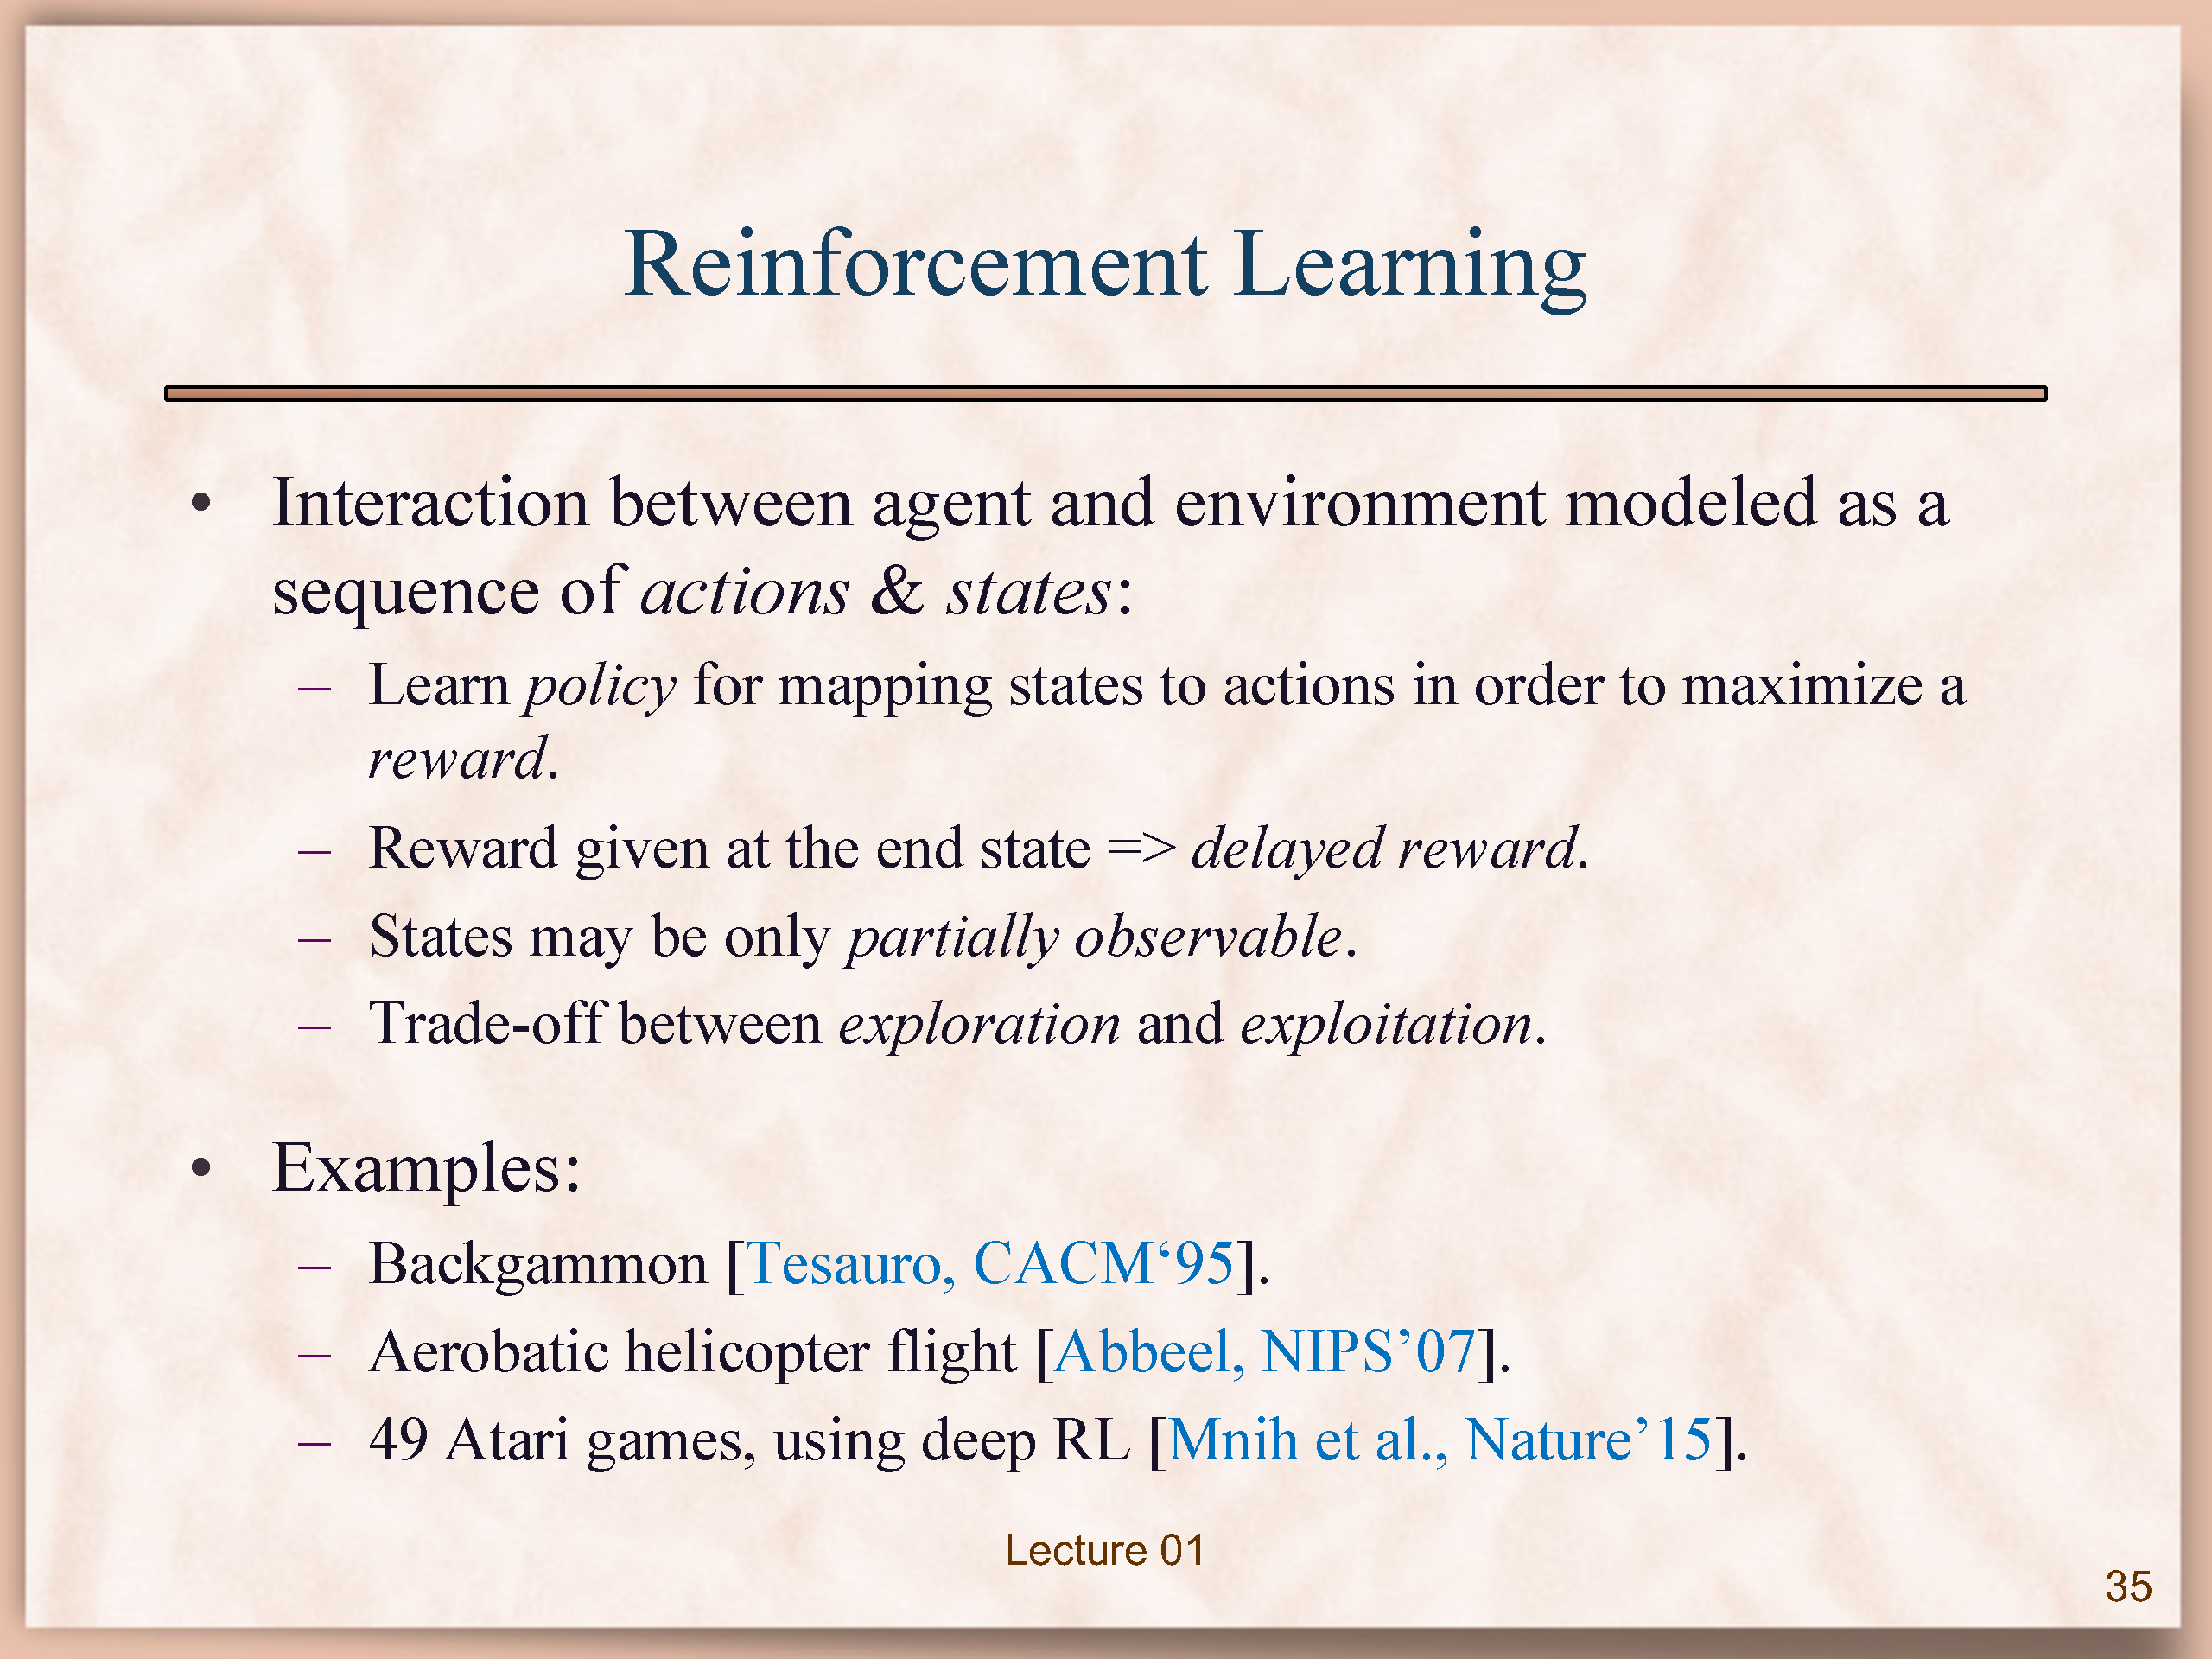 Reinforcement Learning
• Interaction between agent and environment modeled as a
sequence of actions & states:
– Learn policy for mapping states to actions in order to maximize a
reward.
– Reward given at the end state => delayed reward.
– States may be only partially observable.
– Trade-off between exploration and exploitation.
• Examples:
– Backgammon [Tesauro, CACM‘95].
– Aerobatic helicopter flight [Abbeel, NIPS’07].
– 49 Atari games, using deep RL [Mnih et al., Nature’15].
Lecture 01
35